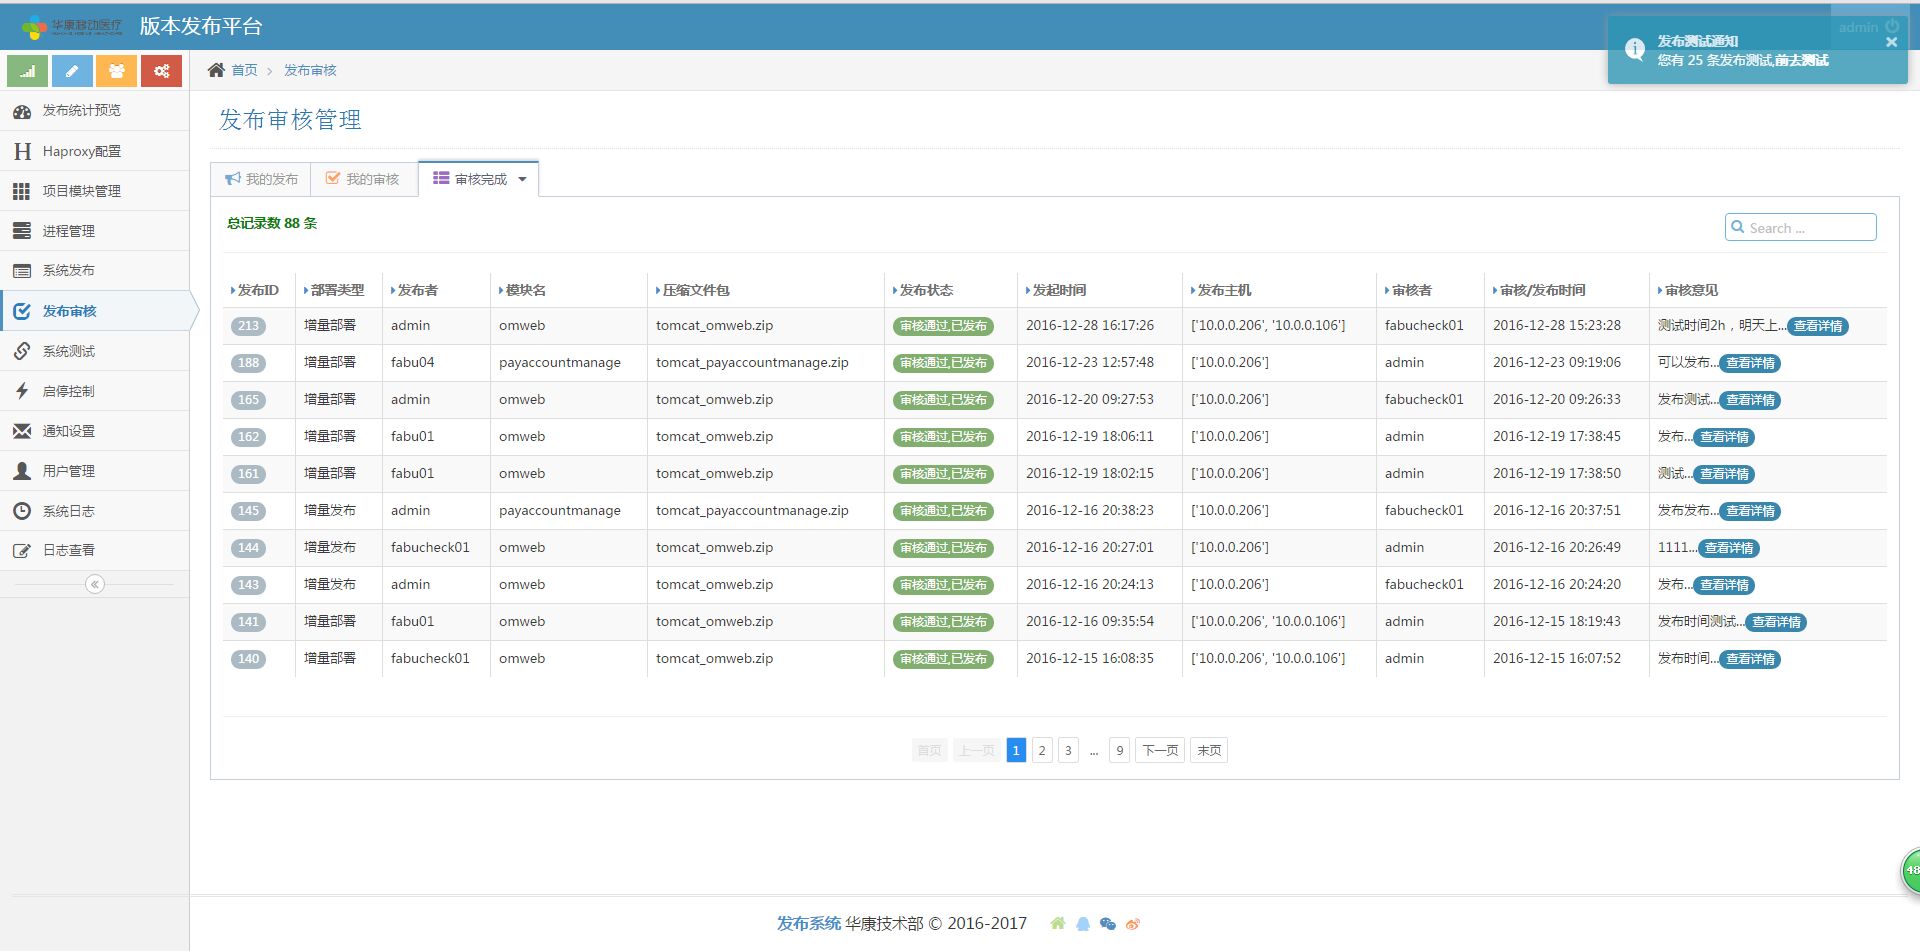 华康移动医疗 版本发布平台
admin
发布测试通知
您有 25 条发布测试,前去测试
首页 发布审核
发布统计预览
Haproxy配置
项目模块管理
进程管理
系统发布
发布审核
系统测试
启停控制
通知设置
用户管理
系统日志
日志查看
发布审核管理
我的发布 我的审核 审核完成
总记录数 88 条
Search ...
发布ID 部署类型 发布者 模块名 压缩文件包 发布状态 发起时间 发布主机 审核者 审核/发布时间 审核意见
213 增量部署 admin omweb tomcat_omweb.zip 审核通过,已发布 2016-12-28 16:17:26 ['10.0.0.206', '10.0.0.106'] fabucheck01 2016-12-28 15:23:28 测试时间2h，明天上...查看详情
188 增量部署 fabu04 payaccountmanage tomcat_payaccountmanage.zip 审核通过,已发布 2016-12-23 12:57:48 ['10.0.0.206'] admin 2016-12-23 09:19:06 可以发布...查看详情
165 增量部署 admin omweb tomcat_omweb.zip 审核通过,已发布 2016-12-20 09:27:53 ['10.0.0.206'] fabucheck01 2016-12-20 09:26:33 发布测试...查看详情
162 增量部署 fabu01 omweb tomcat_omweb.zip 审核通过,已发布 2016-12-19 18:06:11 ['10.0.0.206'] admin 2016-12-19 17:38:45 发布...查看详情
161 增量部署 fabu01 omweb tomcat_omweb.zip 审核通过,已发布 2016-12-19 18:02:15 ['10.0.0.206'] admin 2016-12-19 17:38:50 测试...查看详情
145 增量发布 admin payaccountmanage tomcat_payaccountmanage.zip 审核通过,已发布 2016-12-16 20:38:23 ['10.0.0.206'] fabucheck01 2016-12-16 20:37:51 发布发布...查看详情
144 增量发布 fabucheck01 omweb tomcat_omweb.zip 审核通过,已发布 2016-12-16 20:27:01 ['10.0.0.206'] admin 2016-12-16 20:26:49 1111...查看详情
143 增量发布 admin omweb tomcat_omweb.zip 审核通过,已发布 2016-12-16 20:24:13 ['10.0.0.206'] fabucheck01 2016-12-16 20:24:20 发布...查看详情
141 增量部署 fabu01 omweb tomcat_omweb.zip 审核通过,已发布 2016-12-16 09:35:54 ['10.0.0.206', '10.0.0.106'] admin 2016-12-15 18:19:43 发布时间测试...查看详情
140 增量部署 fabucheck01 omweb tomcat_omweb.zip 审核通过,已发布 2016-12-15 16:08:35 ['10.0.0.206', '10.0.0.106'] admin 2016-12-15 16:07:52 发布时间...查看详情
首页 上一页 1 2 3 ... 9 下一页 末页
48
发布系统 华康技术部 © 2016-2017